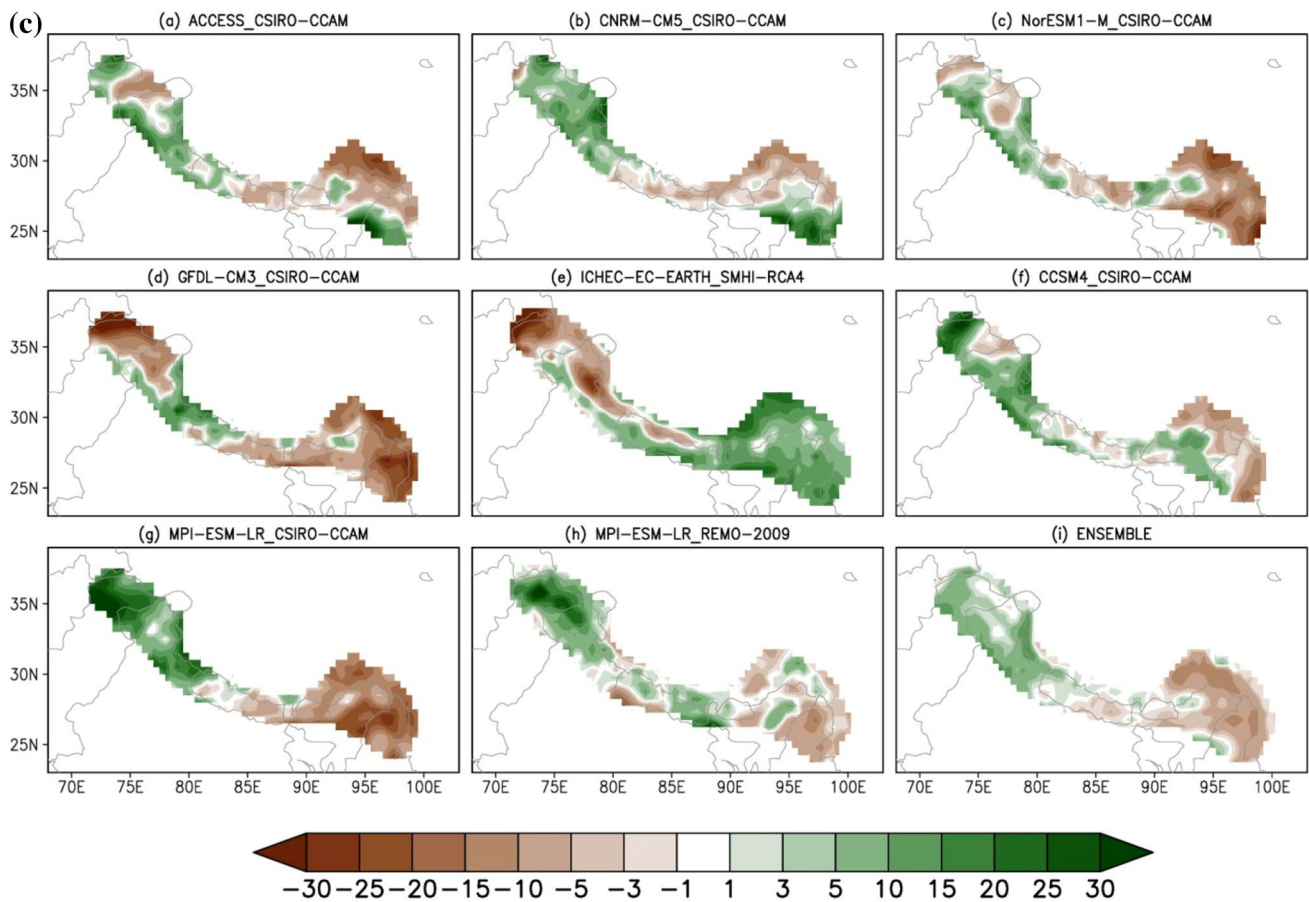 (c)
(a) ACCESS_CSIRO-CCAM
(b) CNRM-CM5_CSIRO-CCAM
(c) NorESM1-M_CSIRO-CCAM
35N
30N
25N
(d) GFDL-CM3_CSIRO-CCAM
(e) ICHEC-EC-EARTH_SMHI-RCA4
(f) CCSM4_CSIRO-CCAM
35N
30N
25N
(g) MPI-ESM-LR_CSIRO-CCAM
(h) MPI-ESM-LR_REMO-2009
(i) ENSEMBLE
35N
30N
25N
70E 75E 80E 85E 90E 95E 100E
70E 75E 80E 85E 90E 95E 100E
70E 75E 80E 85E 90E 95E 100E
-30 -25 -20 -15 -10 -5 -3 -1 1 3 5 10 15 20 25 30